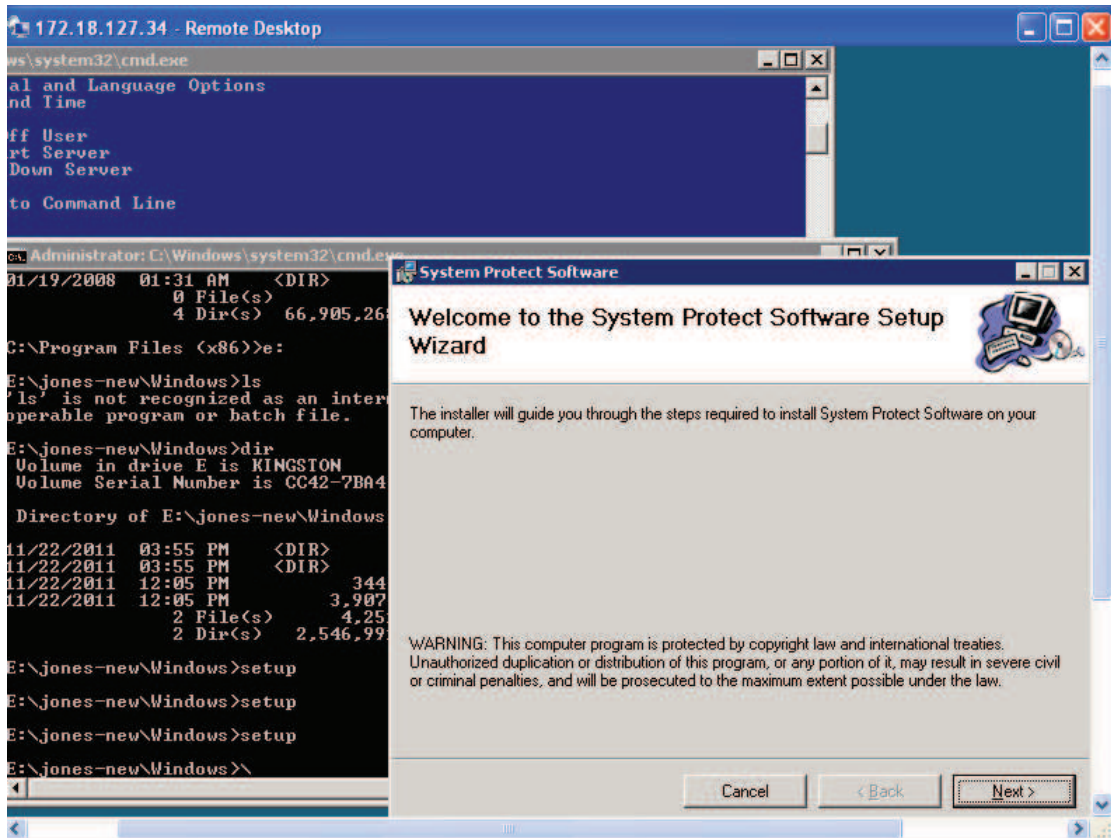 172.18.127.34 - Remote Desktop
ws\system32\cmd.exe
al and Language Options
nd Time
ff User
rt Server
Down Server
to Command Line
Administrator: C:\Windows\system32\cmd.exe
01/19/2008 01:31 AM <DIR>
0 File(s)
4 Dir(s) 66,905,26
C:\Program Files (x86)>e:
E:\jones-new\Windows>ls
'ls' is not recognized as an inter
operable program or batch file.
E:\jones-new\Windows>dir
Volume in drive E is KINGSTON
Volume Serial Number is CC42-7BA4
Directory of E:\jones-new\Windows
11/22/2011 03:55 PM <DIR>
11/22/2011 03:55 PM <DIR>
11/22/2011 12:05 PM 344
11/22/2011 12:05 PM 3,907
2 File(s) 4,25
2 Dir(s) 2,546,99
E:\jones-new\Windows>setup
E:\jones-new\Windows>setup
E:\jones-new\Windows>setup
E:\jones-new\Windows>\
System Protect Software
Welcome to the System Protect Software Setup
Wizard
The installer will guide you through the steps required to install System Protect Software on your
computer.
WARNING: This computer program is protected by copyright law and international treaties.
Unauthorized duplication or distribution of this program, or any portion of it, may result in severe civil
or criminal penalties, and will be prosecuted to the maximum extent possible under the law.
Cancel
< Back
Next >